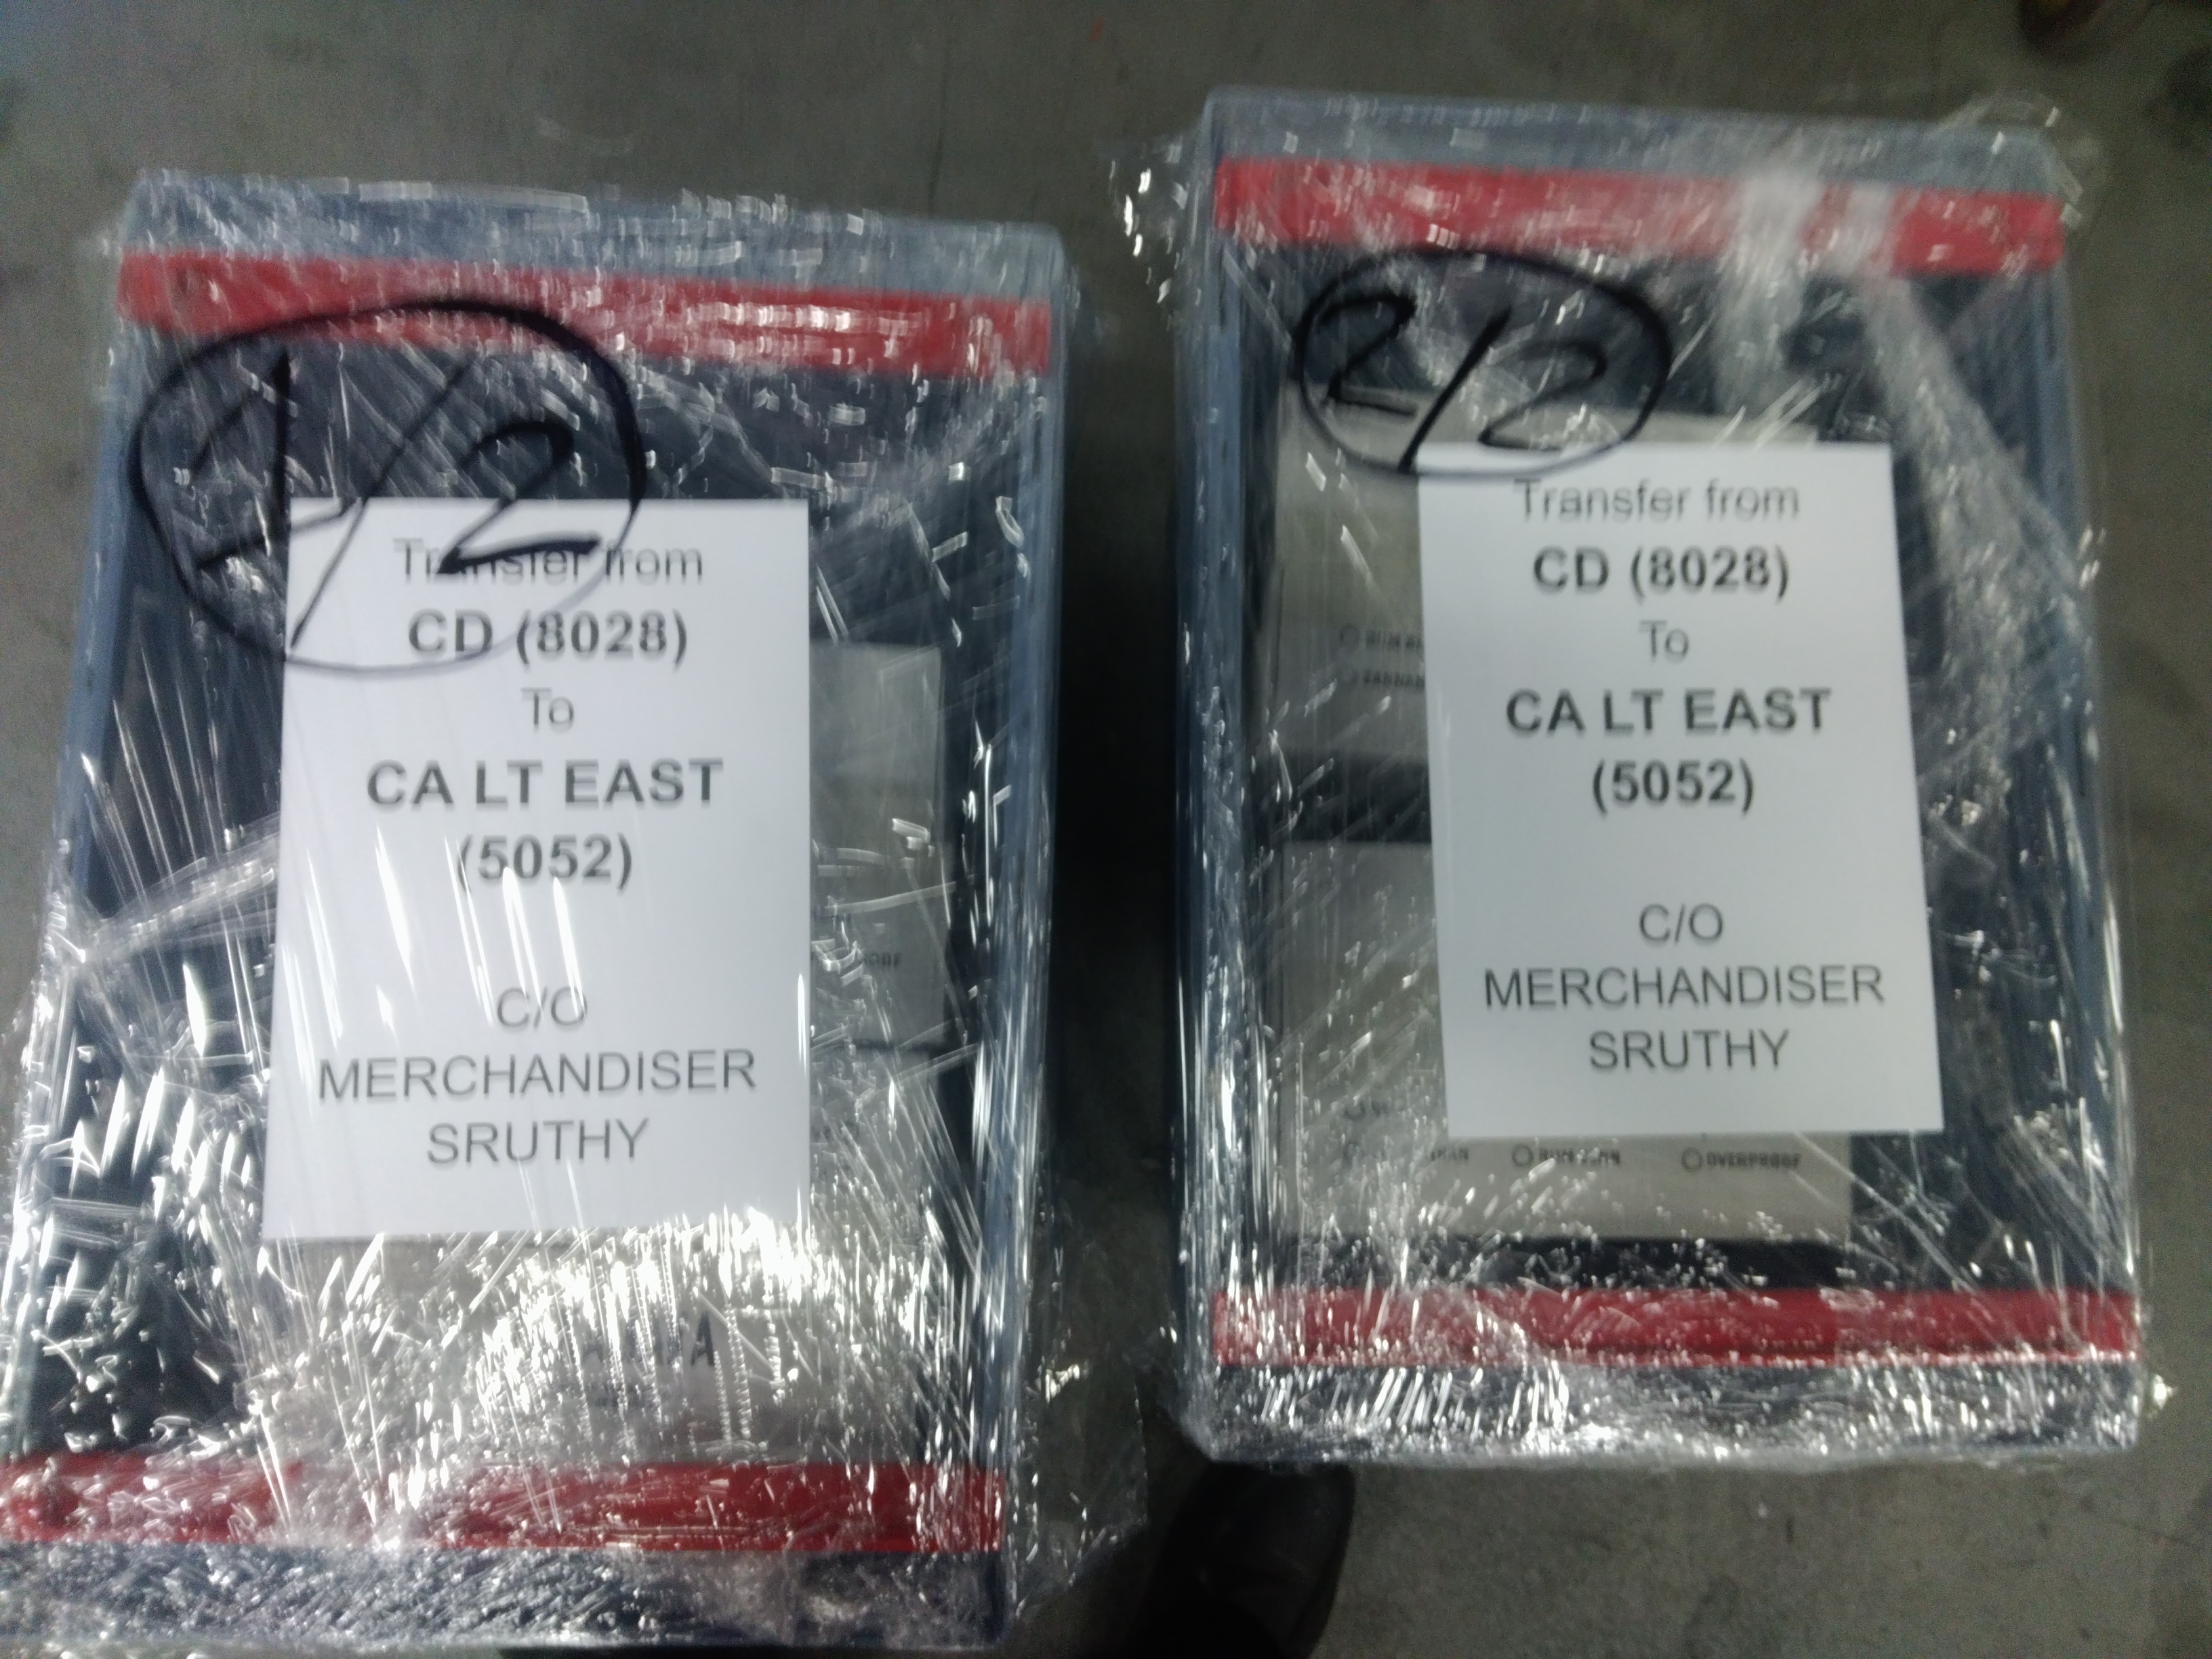 1/2
Transfer from
CD (8028)
To
CA LT EAST
(5052)
C/O
MERCHANDISER
SRUTHY
2/2
Transfer from
CD (8028)
To
CA LT EAST
(5052)
C/O
MERCHANDISER
SRUTHY
OVERPROOF